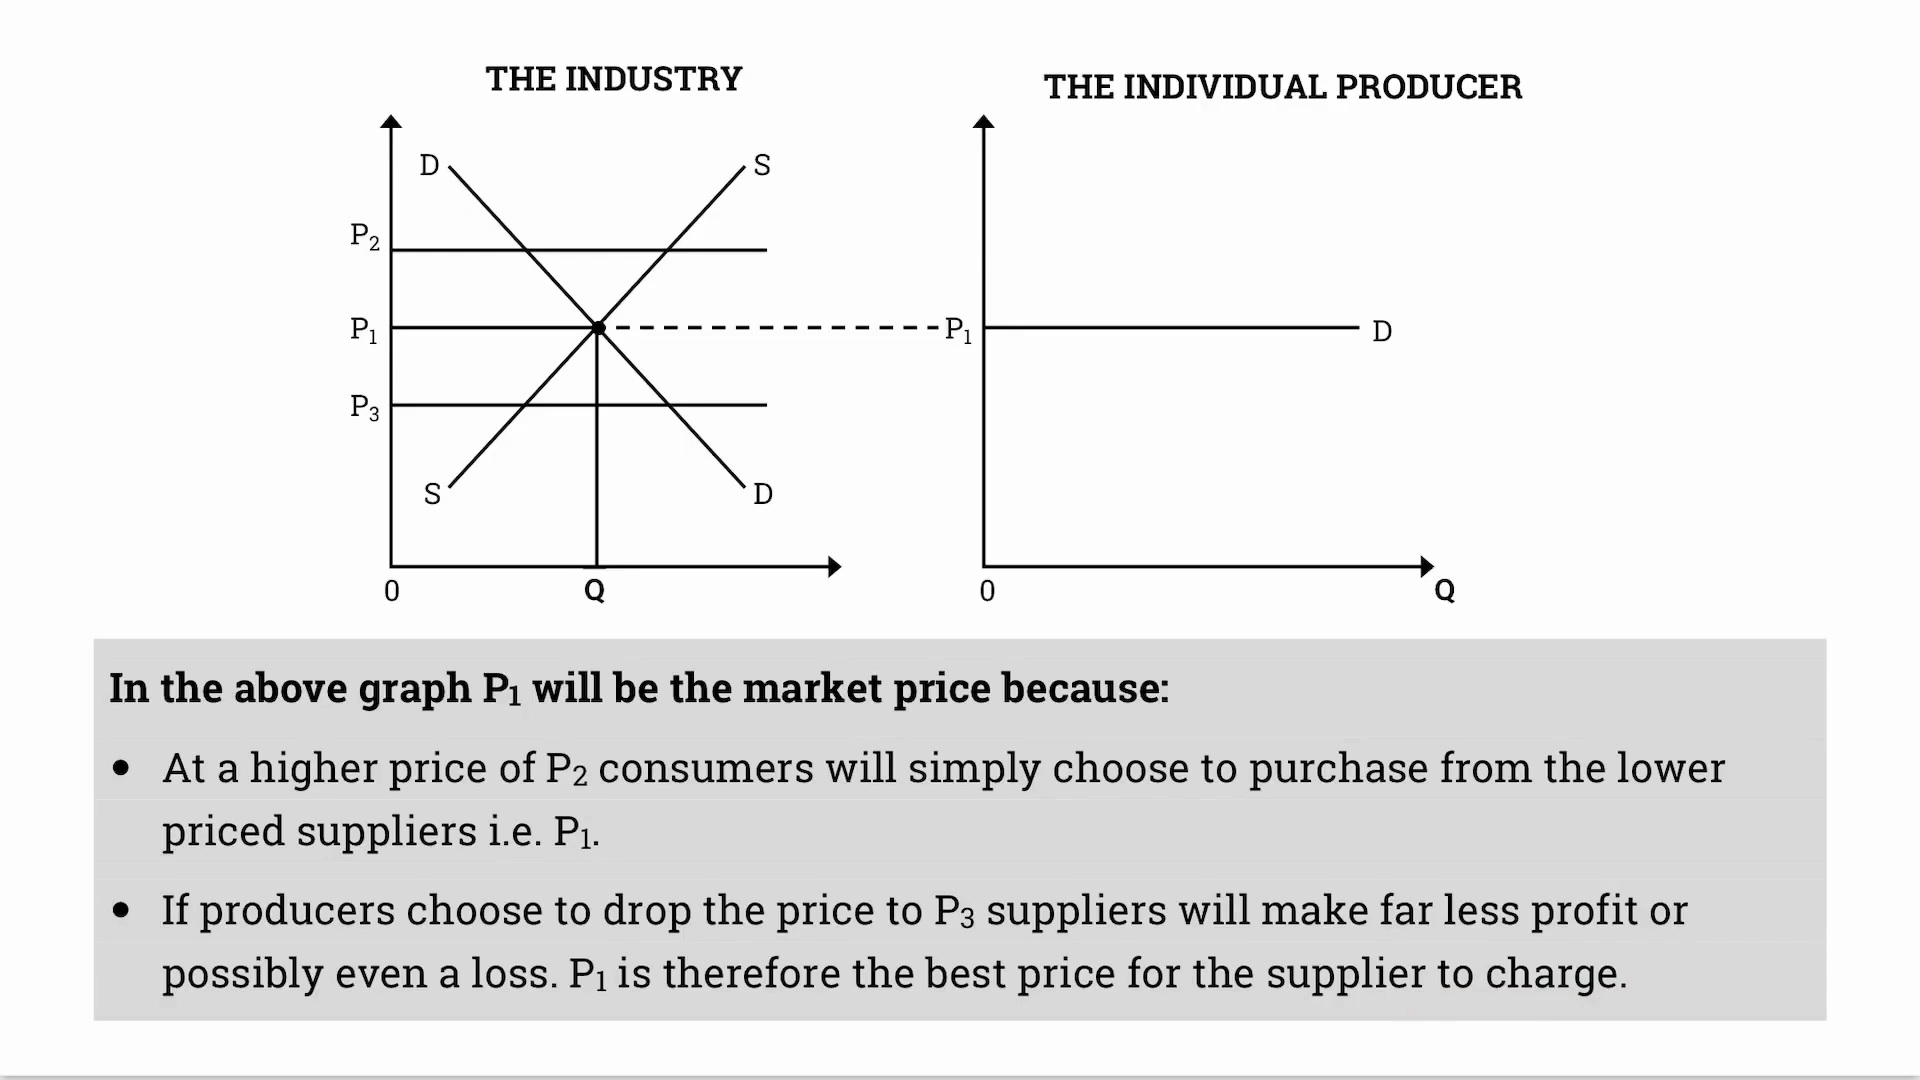 THE INDUSTRY
THE INDIVIDUAL PRODUCER
D
S
P₂
P₁
P₁
D
P₃
S
D
0
Q
0
Q
In the above graph P₁ will be the market price because:
• At a higher price of P₂ consumers will simply choose to purchase from the lower
priced suppliers i.e. P₁.
• If producers choose to drop the price to P₃ suppliers will make far less profit or
possibly even a loss. P₁ is therefore the best price for the supplier to charge.